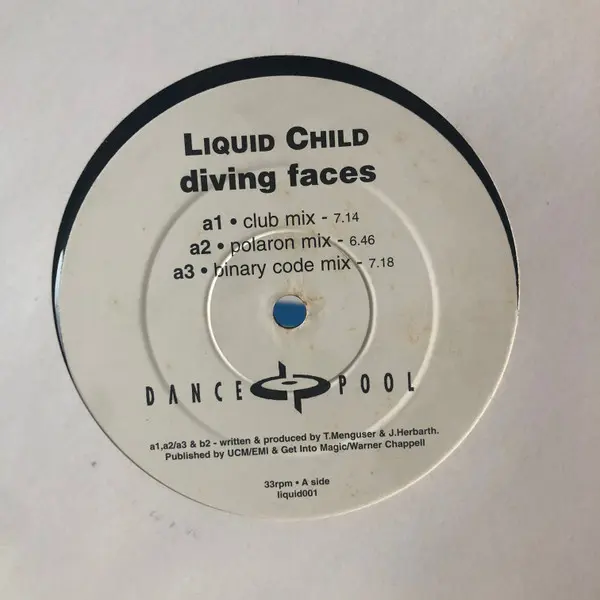 LIQUID CHILD
diving faces
a1 • club mix - 7.14
a2 • polaron mix - 6.46
a3 • binary code mix - 7.18
DANCE POOL
a1,a2/a3 & b2 - written & produced by T.Menguser & J.Herbarth.
Published by UCM/EMI & Get Into Magic/Warner Chappell
33rpm • A side
liquid001